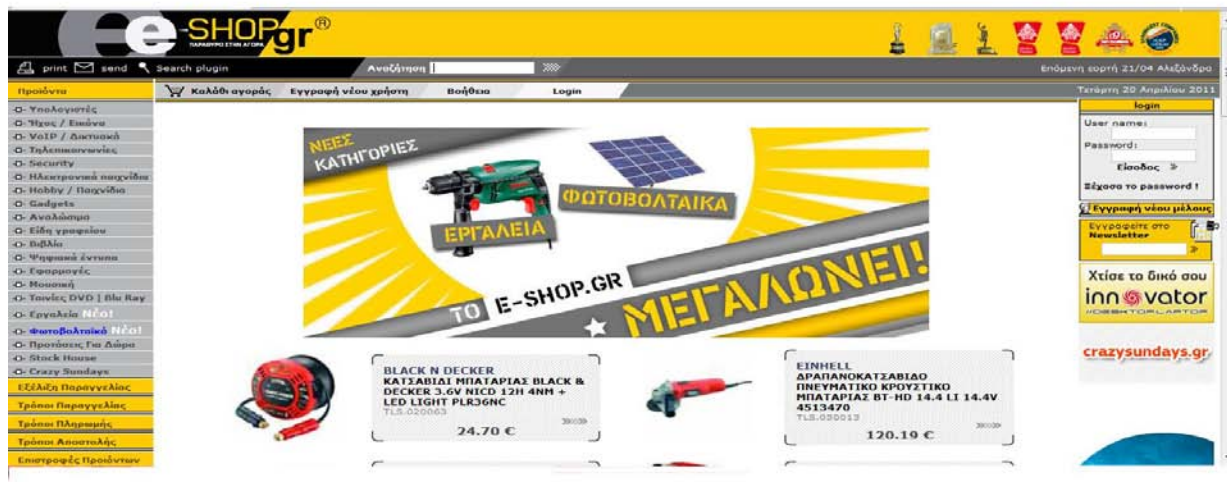 e-SHOP.gr®
ΠΑΡΑΘΥΡΟ ΣΤΗΝ ΑΓΟΡΑ
print send Search plugin Αναζήτηση Επόμενη εορτή 21/04 Αλεξάνδρα
Προϊόντα Καλάθι αγοράς Εγγραφή νέου χρήστη Βοήθεια Login Τετάρτη 20 Απριλίου 2011
Υπολογιστές
Ήχος / Εικόνα
VoIP / Δικτυακά
Τηλεπικοινωνίες
Security
Ηλεκτρονικά παιχνίδια
Hobby / Παιχνίδια
Gadgets
Αναλώσιμα
Είδη γραφείου
Βιβλία
Ψηφιακά έντυπα
Εφαρμογές
Μουσική
Ταινίες DVD | Blu Ray
Εργαλεία Νέο!
Φωτοβολταϊκά Νέο!
Προτάσεις Για Δώρα
Stock House
Crazy Sundays
Εξέλιξη Παραγγελίας
Τρόποι Παραγγελίας
Τρόποι Πληρωμής
Τρόποι Αποστολής
Επιστροφές Προϊόντων
ΝΕΕΣ
ΚΑΤΗΓΟΡΙΕΣ
ΕΡΓΑΛΕΙΑ
ΦΩΤΟΒΟΛΤΑΙΚΑ
ΤΟ E-SHOP.GR
ΜΕΓΑΛΩΝΕΙ!
BLACK N DECKER
ΚΑΤΣΑΒΙΔΙ ΜΠΑΤΑΡΙΑΣ BLACK &
DECKER 3.6V NICD 12H 4NM +
LED LIGHT PLR36NC
TLS.020063
24.70 €
EINHELL
ΔΡΑΠΑΝΟΚΑΤΣΑΒΙΔΟ
ΠΝΕΥΜΑΤΙΚΟ ΚΡΟΥΣΤΙΚΟ
ΜΠΑΤΑΡΙΑΣ BT-HD 14.4 LI 14.4V
4513470
TLS.050013
120.19 €
login
User name:
Password:
Είσοδος
Ξέχασα το password !
Εγγραφή νέου μέλους
Εγγραφείτε στο
Newsletter
Χτίσε το δικό σου
innovator
DESKTOP LAPTOP
crazysundays.gr